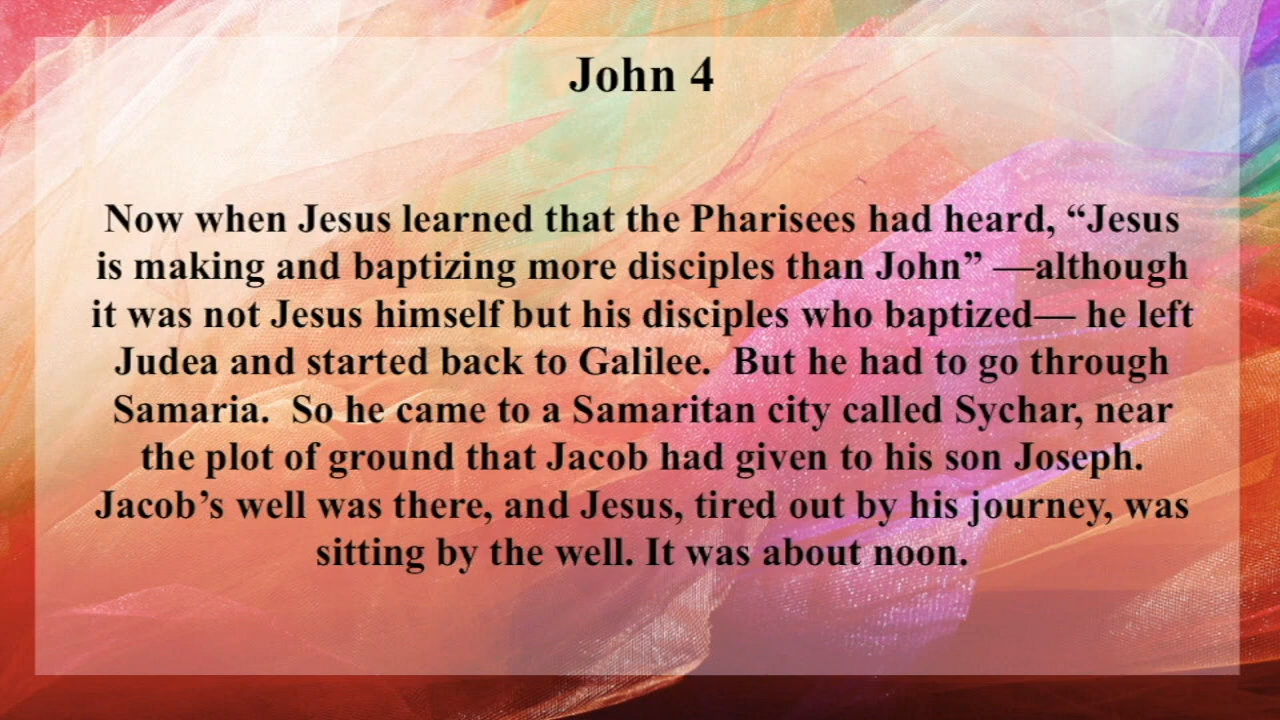 John 4
Now when Jesus learned that the Pharisees had heard, “Jesus
is making and baptizing more disciples than John” —although
it was not Jesus himself but his disciples who baptized— he left
Judea and started back to Galilee.  But he had to go through
Samaria.  So he came to a Samaritan city called Sychar, near
the plot of ground that Jacob had given to his son Joseph.
Jacob’s well was there, and Jesus, tired out by his journey, was
sitting by the well. It was about noon.